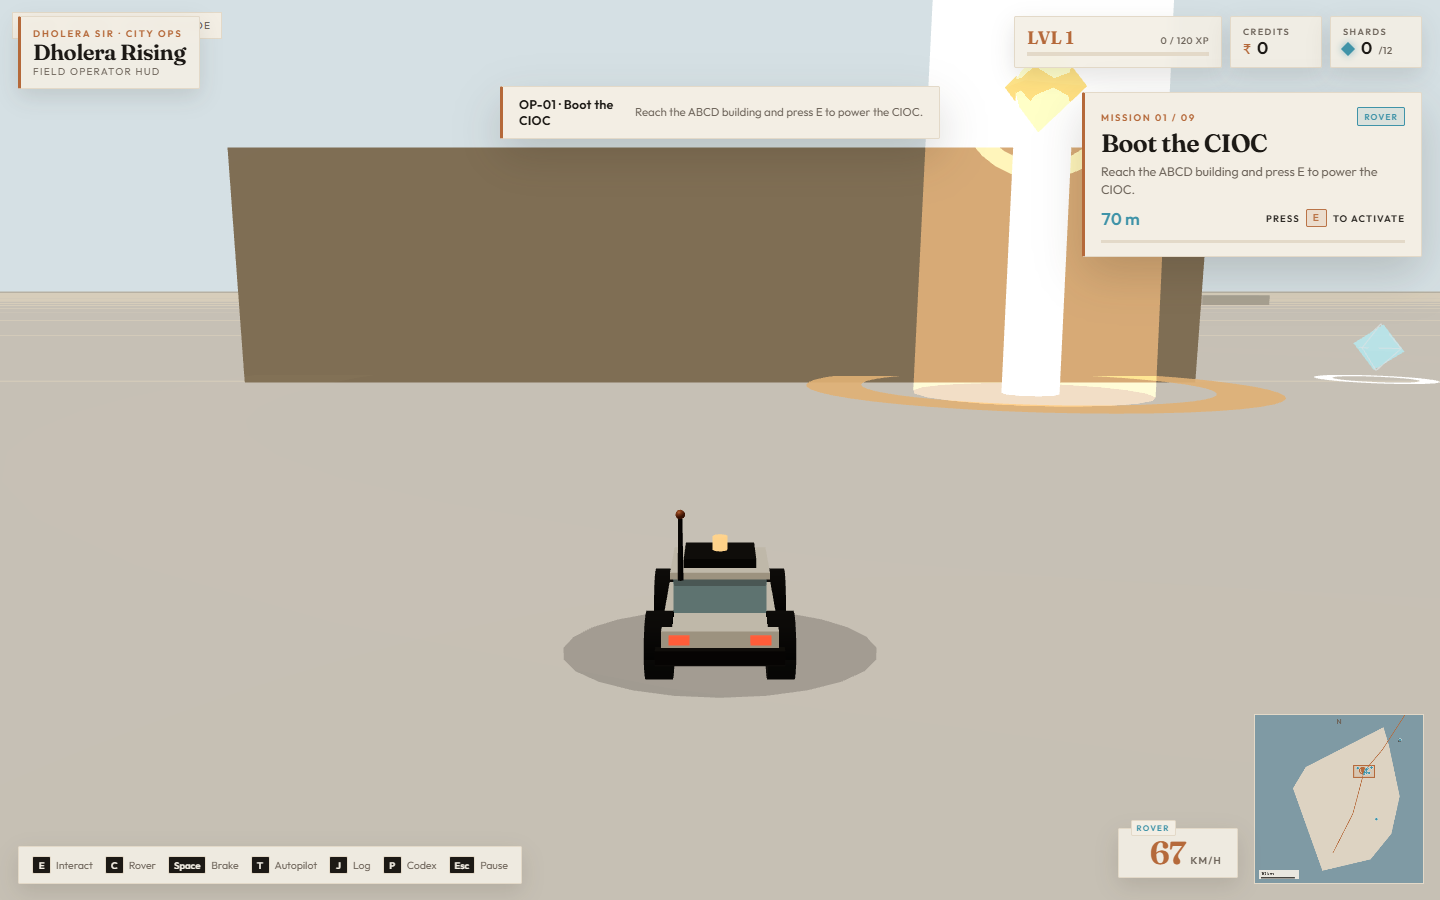 DHOLERA SIR · CITY OPS
Dholera Rising
FIELD OPERATOR HUD
OP-01 · Boot the
CIOC
Reach the ABCD building and press E to power the CIOC.
LVL 1
0 / 120 XP
CREDITS
₹ 0
SHARDS
0 /12
MISSION 01 / 09
ROVER
Boot the CIOC
Reach the ABCD building and press E to power the
CIOC.
70 m
PRESS E TO ACTIVATE
N
ROVER
67 KM/H
E Interact C Rover Space Brake T Autopilot J Log P Codex Esc Pause